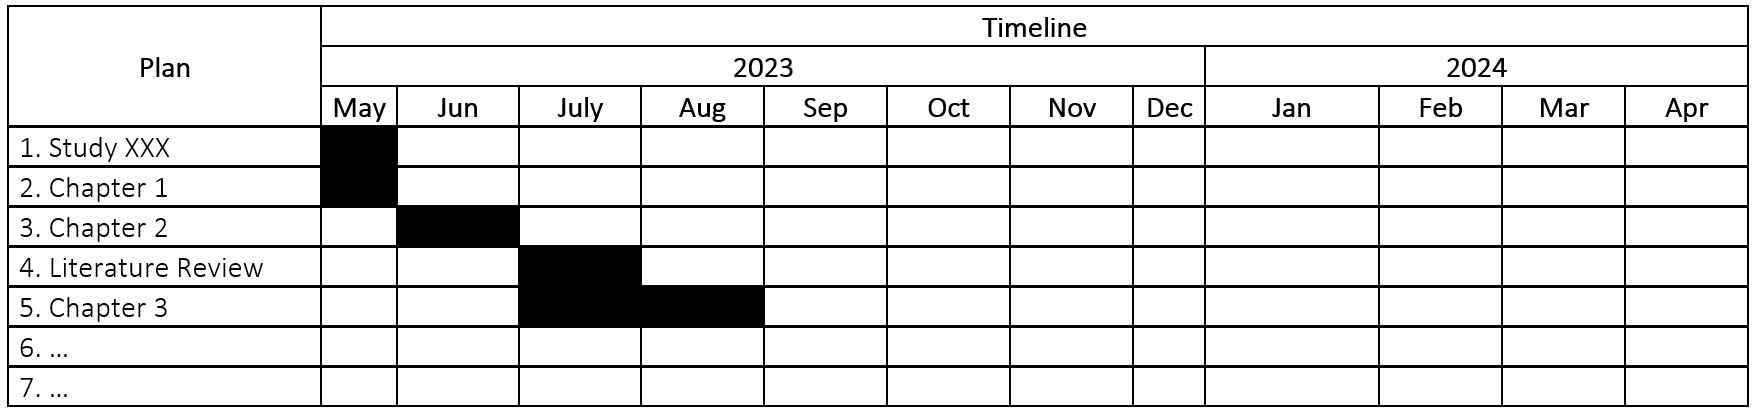 Plan
Timeline
2023 2024
May Jun July Aug Sep Oct Nov Dec Jan Feb Mar Apr
1. Study XXX
2. Chapter 1
3. Chapter 2
4. Literature Review
5. Chapter 3
6. ...
7. ...